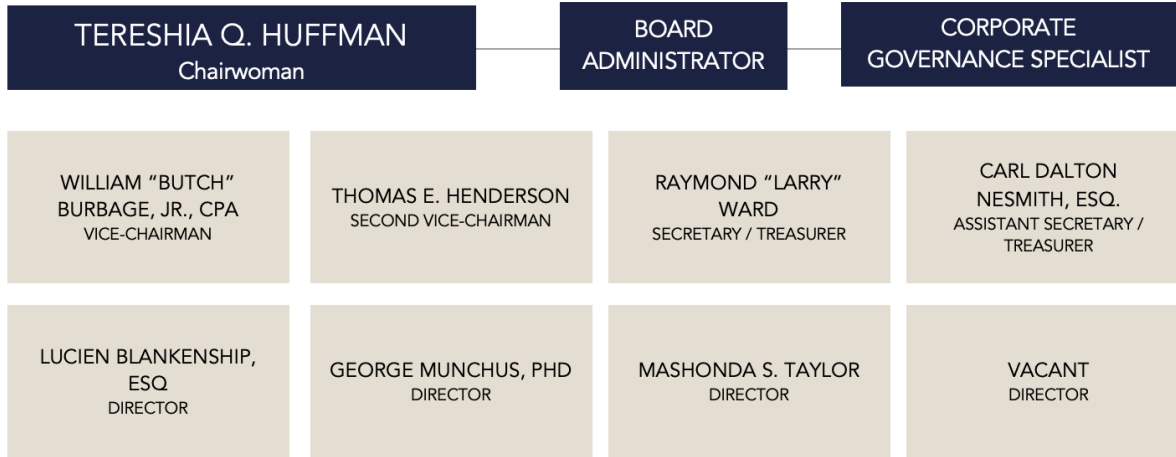 TERESHIA Q. HUFFMAN
Chairwoman
BOARD
ADMINISTRATOR
CORPORATE
GOVERNANCE SPECIALIST
WILLIAM “BUTCH”
BURBAGE, JR., CPA
VICE-CHAIRMAN
THOMAS E. HENDERSON
SECOND VICE-CHAIRMAN
RAYMOND “LARRY”
WARD
SECRETARY / TREASURER
CARL DALTON
NESMITH, ESQ.
ASSISTANT SECRETARY /
TREASURER
LUCIEN BLANKENSHIP,
ESQ
DIRECTOR
GEORGE MUNCHUS, PHD
DIRECTOR
MASHONDA S. TAYLOR
DIRECTOR
VACANT
DIRECTOR